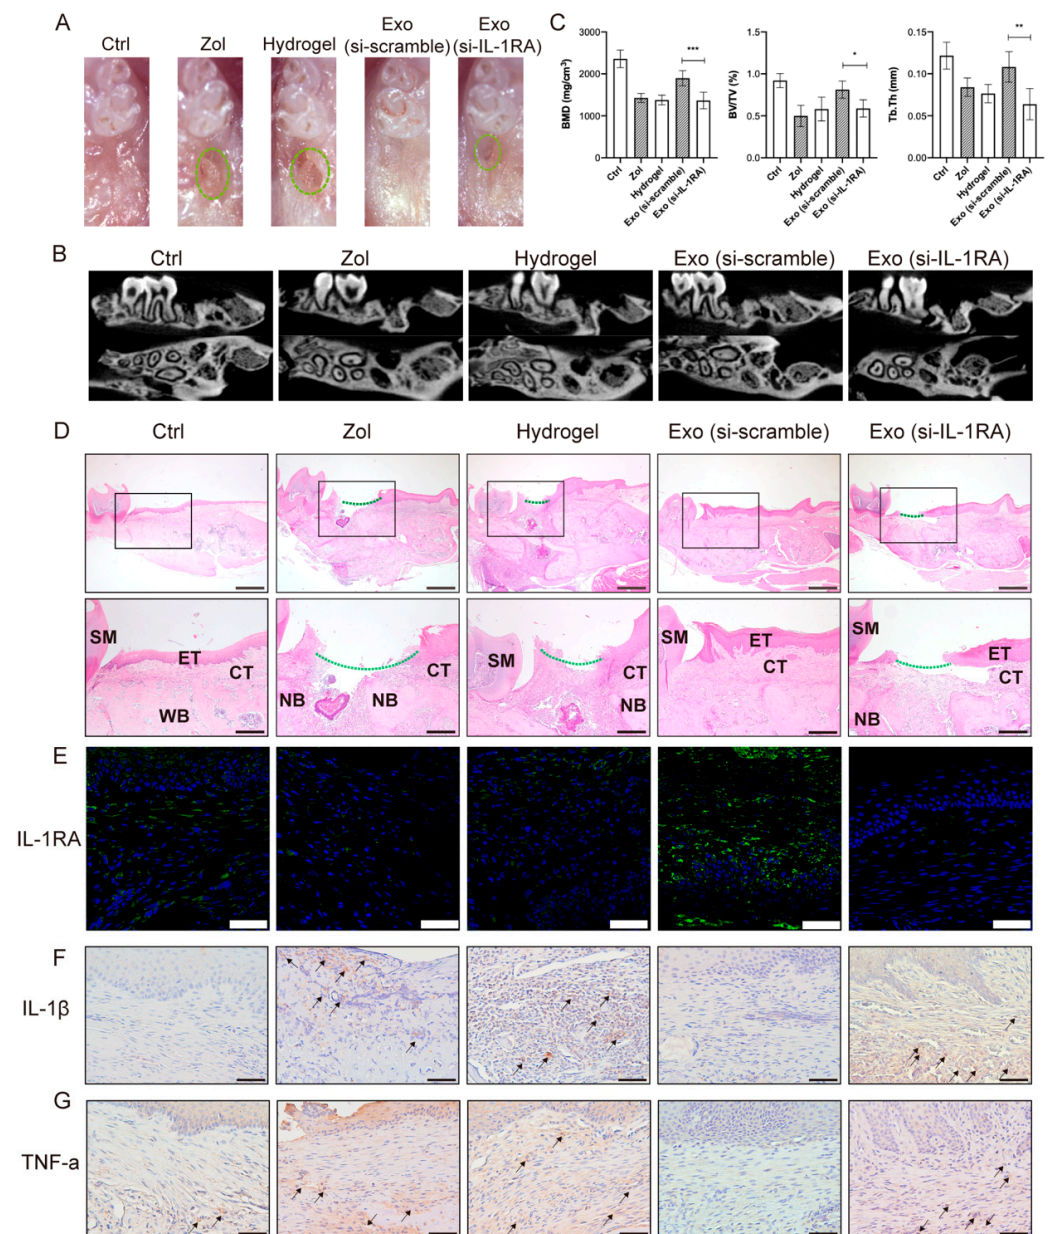 A
Ctrl
Zol
Hydrogel
Exo
(si-scramble)
Exo
(si-IL-1RA)
C
BMD (mg/cm³)
3000
2000
1000
0
***
Ctrl
Zol
Hydrogel
Exo (si-scramble)
Exo (si-IL-1RA)
BV/TV (%)
1.5
1.0
0.5
0.0
*
Ctrl
Zol
Hydrogel
Exo (si-scramble)
Exo (si-IL-1RA)
Tb.Th (mm)
0.15
0.10
0.05
0.00
**
Ctrl
Zol
Hydrogel
Exo (si-scramble)
Exo (si-IL-1RA)
B
Ctrl
Zol
Hydrogel
Exo (si-scramble)
Exo (si-IL-1RA)
D
Ctrl
Zol
Hydrogel
Exo (si-scramble)
Exo (si-IL-1RA)
SM
ET
CT
WB
CT
NB
NB
SM
CT
NB
SM
ET
CT
SM
ET
CT
NB
E
IL-1RA
F
IL-1β
G
TNF-a